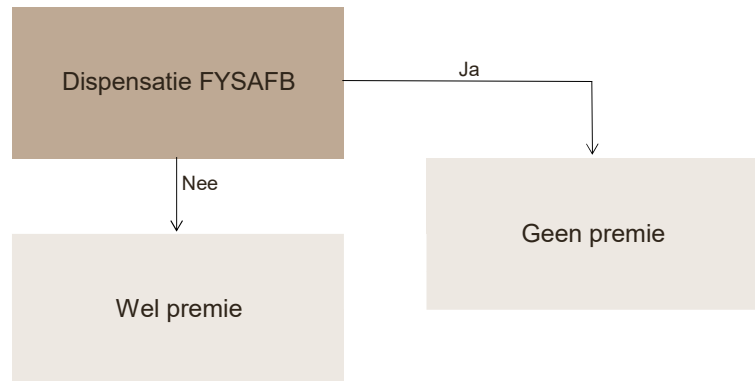 Dispensatie FYSAFB
Ja
Nee
Geen premie
Wel premie